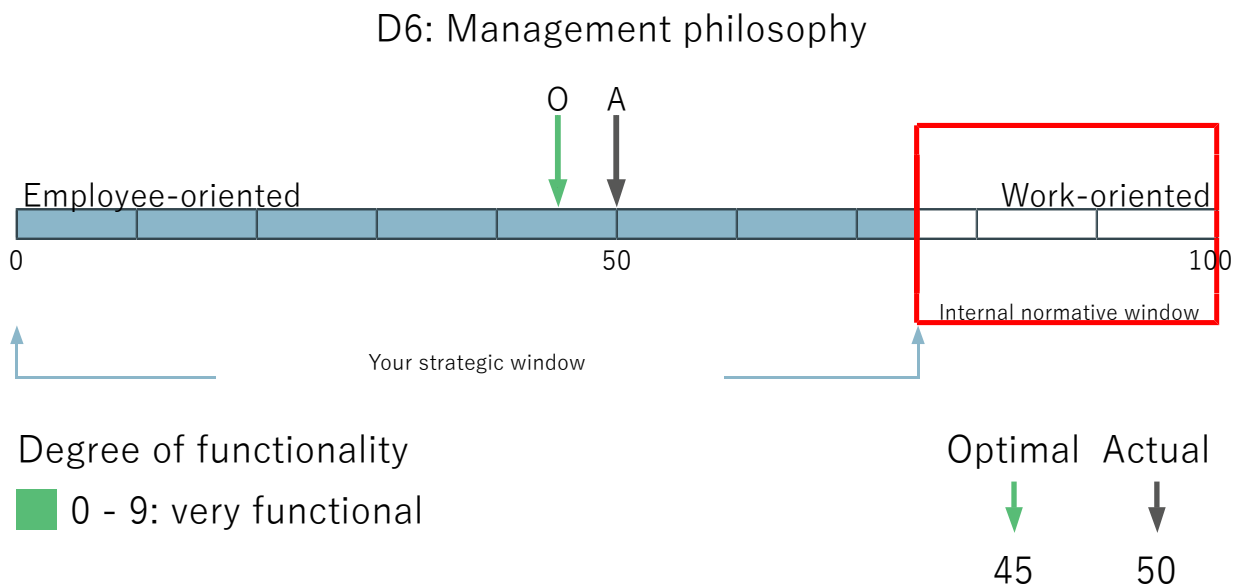 D6: Management philosophy
O A
Employee-oriented Work-oriented
0 50 100
Internal normative window
Your strategic window
Degree of functionality
Optimal Actual
0 - 9: very functional
45 50